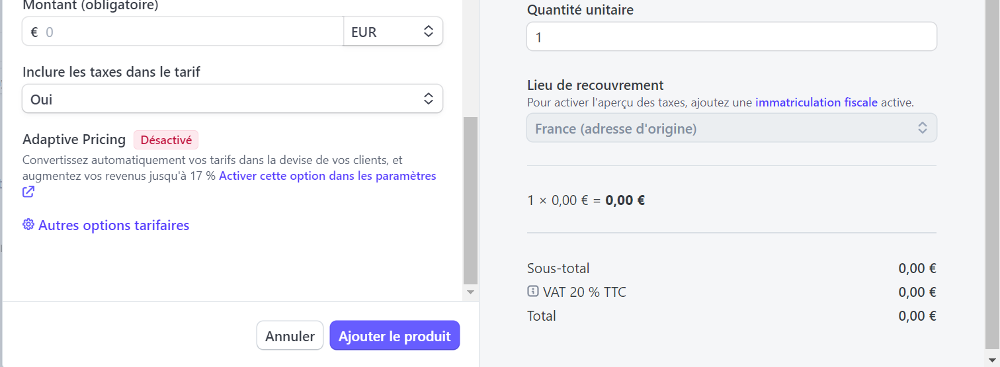 Montant (obligatoire)
€ 0
EUR
Inclure les taxes dans le tarif
Oui
Adaptive Pricing Désactivé
Convertissez automatiquement vos tarifs dans la devise de vos clients, et
augmentez vos revenus jusqu'à 17 % Activer cette option dans les paramètres
Autres options tarifaires
Annuler
Ajouter le produit
Quantité unitaire
1
Lieu de recouvrement
Pour activer l'aperçu des taxes, ajoutez une immatriculation fiscale active.
France (adresse d'origine)
1 × 0,00 € = 0,00 €
Sous-total 0,00 €
VAT 20 % TTC 0,00 €
Total 0,00 €